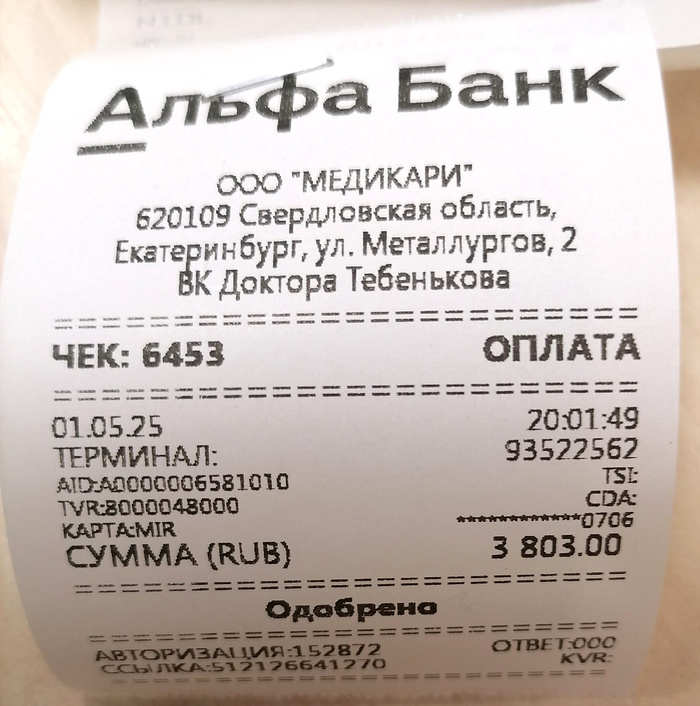 Альфа Банк
ООО "МЕДИКАРИ"
620109 Свердловская область,
Екатеринбург, ул. Металлургов, 2
ВК Доктора Тебенькова
ЧЕК: 6453 ОПЛАТА
01.05.25 20:01:49
ТЕРМИНАЛ: 93522562
AID:A0000006581010 TSI:
TVR:8000048000 CDA:
КАРТА:MIR ************0706
СУММА (RUB) 3 803.00
Одобрено
АВТОРИЗАЦИЯ:152872 ОТВЕТ:000
ССЫЛКА:512126641270 KVR: